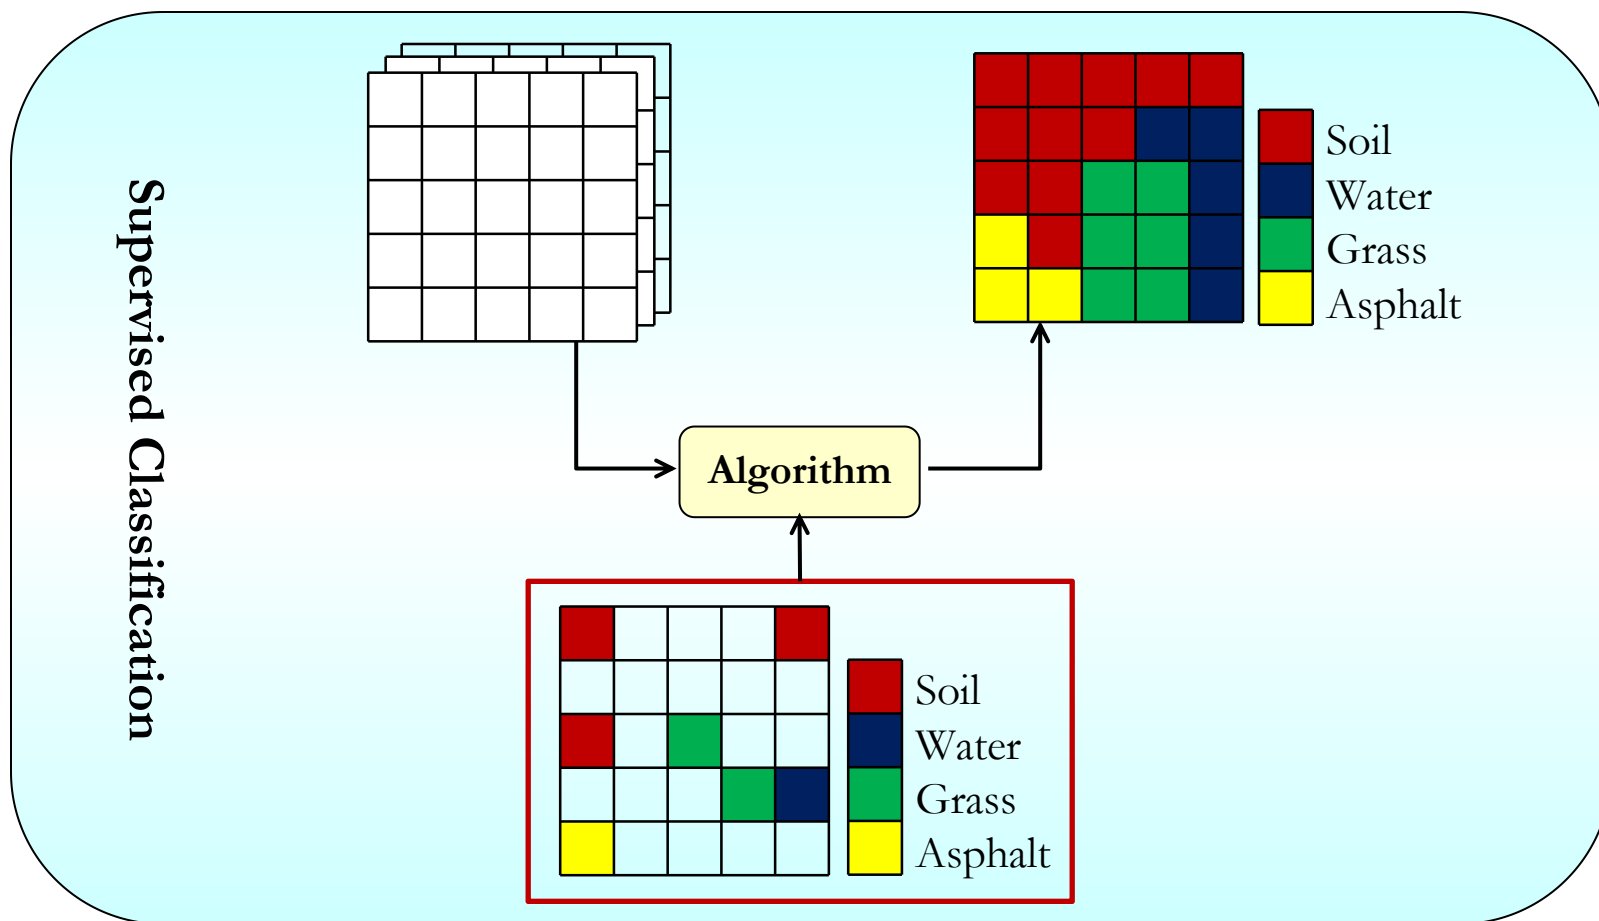 Supervised Classification
Soil
Water
Grass
Asphalt
Algorithm
Soil
Water
Grass
Asphalt